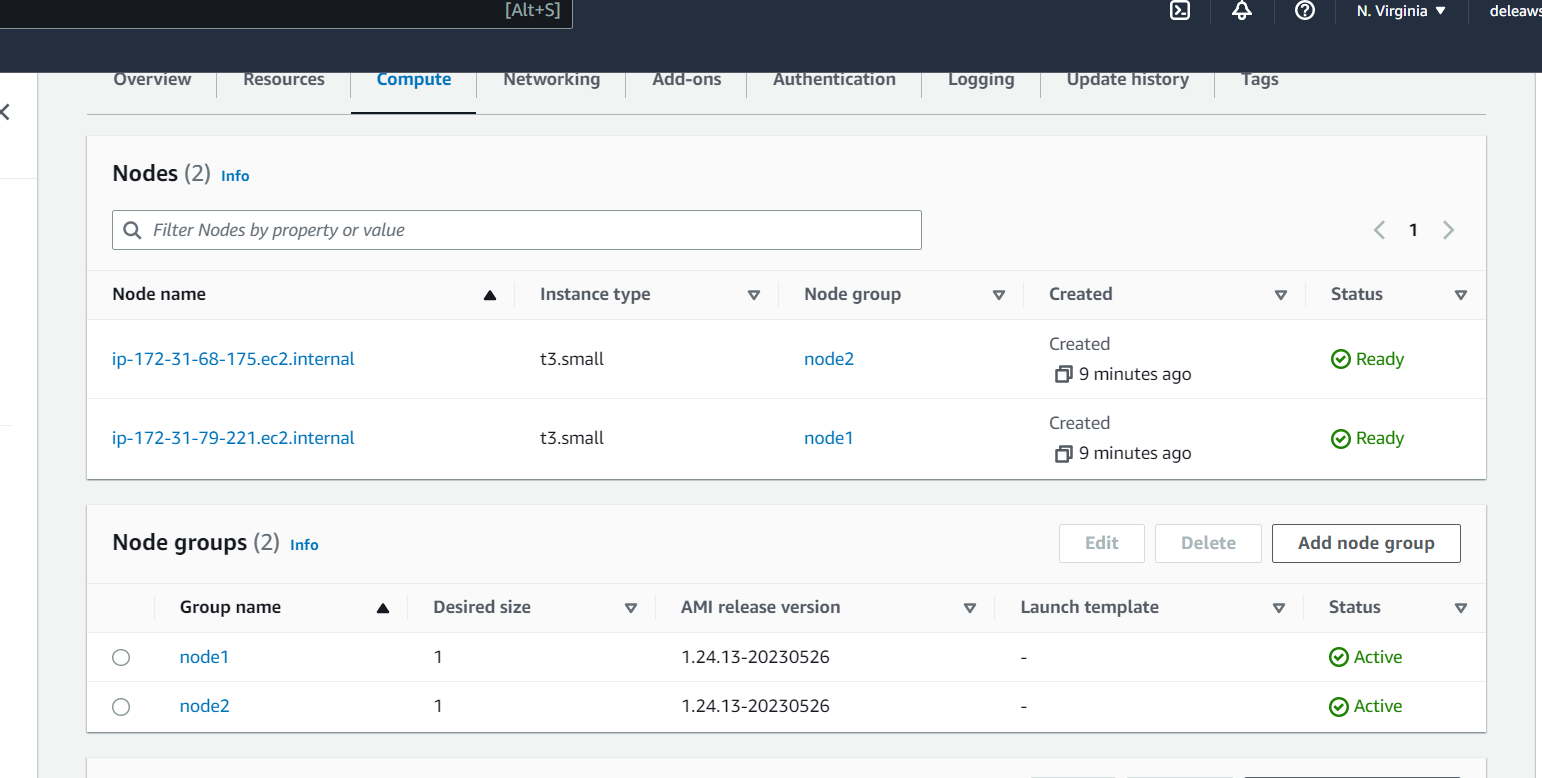 [Alt+S]
N. Virginia
deleaws
Overview Resources Compute Networking Add-ons Authentication Logging Update history Tags
Nodes (2) Info
Filter Nodes by property or value
1
Node name Instance type Node group Created Status
Created
ip-172-31-68-175.ec2.internal t3.small node2 9 minutes ago Ready
Created
ip-172-31-79-221.ec2.internal t3.small node1 9 minutes ago Ready
Node groups (2) Info Edit Delete Add node group
Group name Desired size AMI release version Launch template Status
node1 1 1.24.13-20230526 - Active
node2 1 1.24.13-20230526 - Active